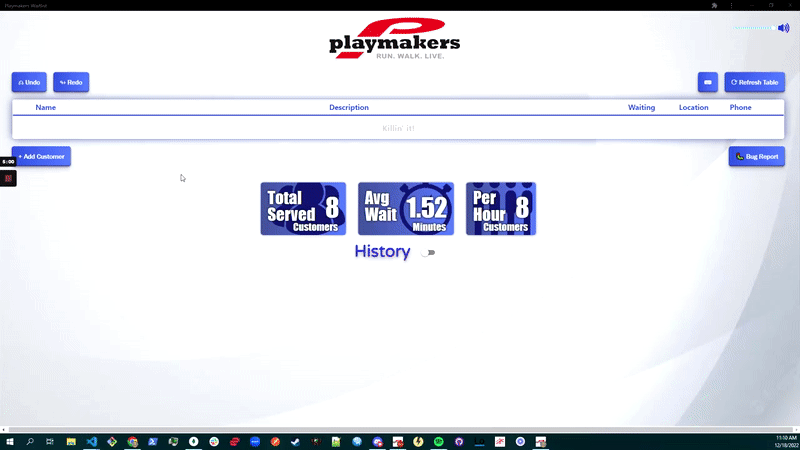 Playmakers Waitlist
playmakers
RUN. WALK. LIVE.
Undo
Redo
Refresh Table
Name Description Waiting Location Phone
Killin' it!
5:00
+ Add Customer
Bug Report
Total Served 8 Customers
Avg Wait 1.52 Minutes
Per Hour 8 Customers
History
11:10 AM
12/18/2022